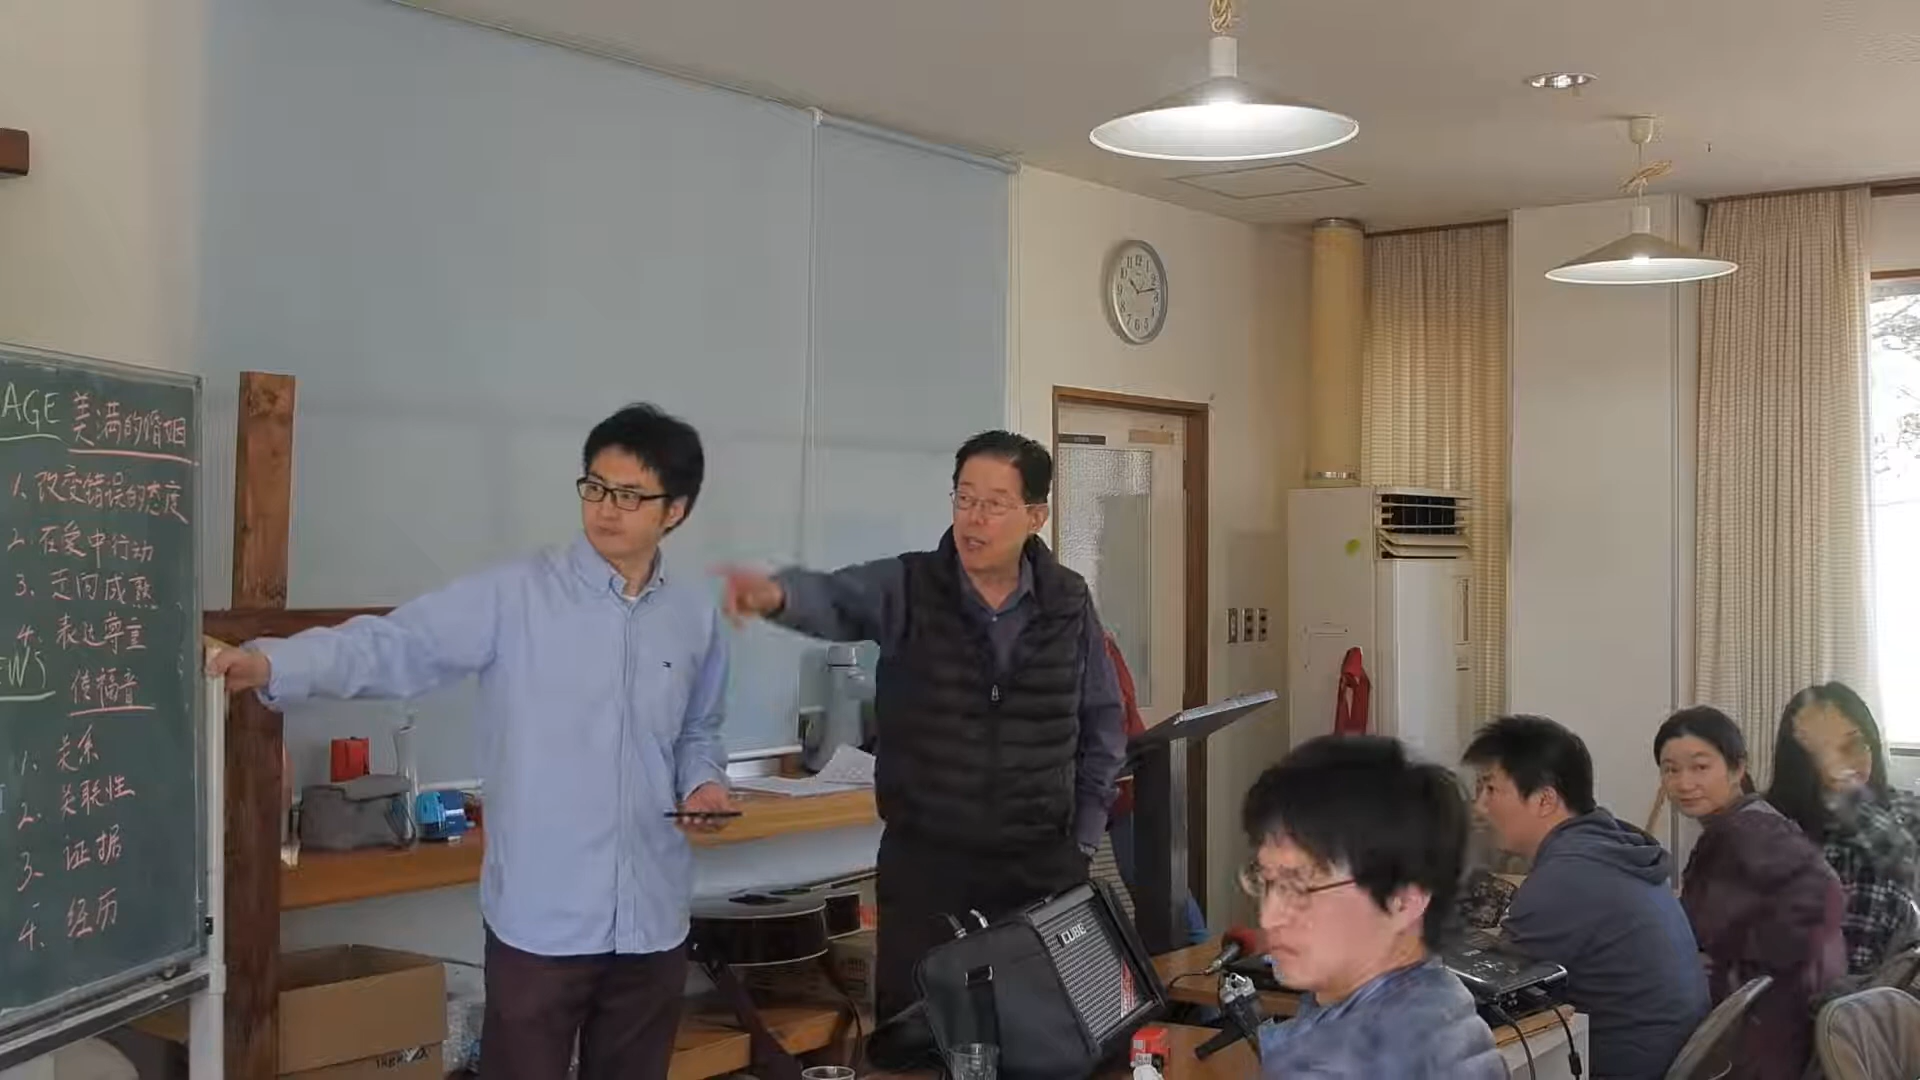 AGE 美满的婚姻
1、改变错误的态度
2. 在爱中行动
3. 走向成熟
4. 表达尊重
传福音
1、关系
2. 关联性
3、证据
4、经历
CUBE